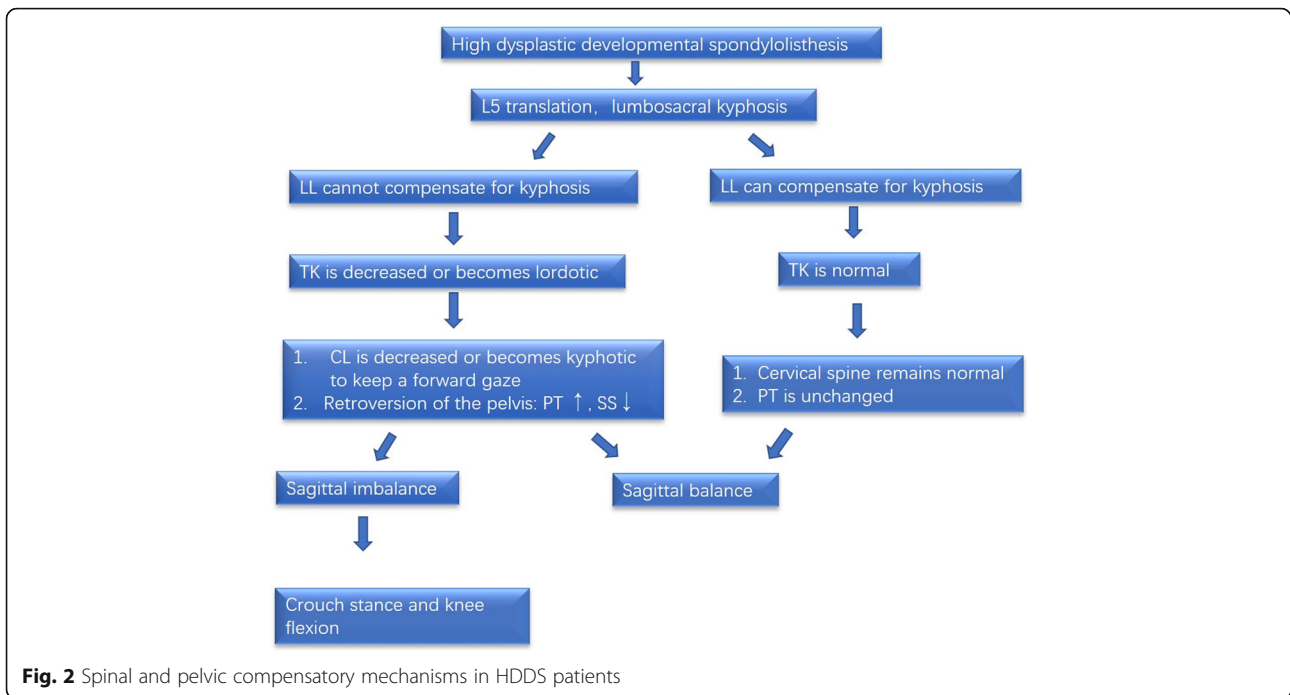 High dysplastic developmental spondylolisthesis
L5 translation, lumbosacral kyphosis
LL cannot compensate for kyphosis
LL can compensate for kyphosis
TK is decreased or becomes lordotic
TK is normal
1. CL is decreased or becomes kyphotic
to keep a forward gaze
2. Retroversion of the pelvis: PT ↑, SS↓
1. Cervical spine remains normal
2. PT is unchanged
Sagittal imbalance
Sagittal balance
Crouch stance and knee
flexion
Fig. 2 Spinal and pelvic compensatory mechanisms in HDDS patients